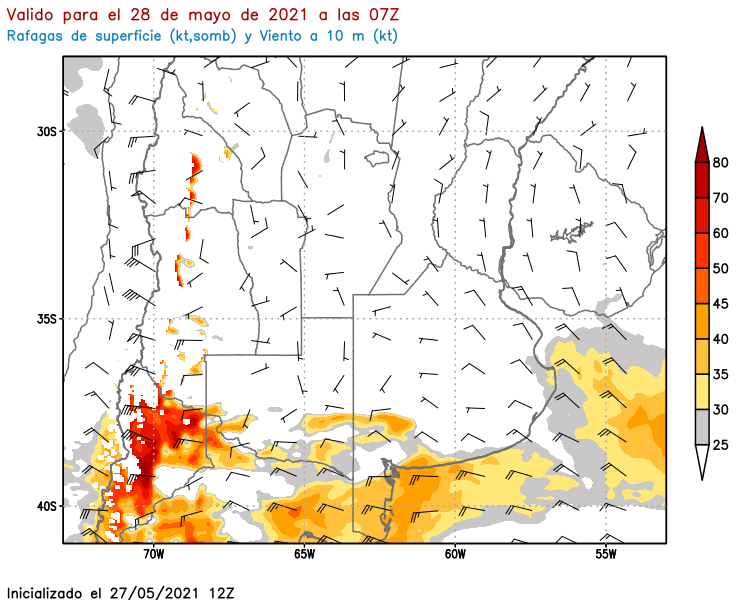 Valido para el 28 de mayo de 2021 a las 07Z
Rafagas de superficie (kt,somb) y Viento a 10 m (kt)
30S
35S
40S
70W 65W 60W 55W
80
70
60
50
45
40
35
30
25
Inicializado el 27/05/2021 12Z